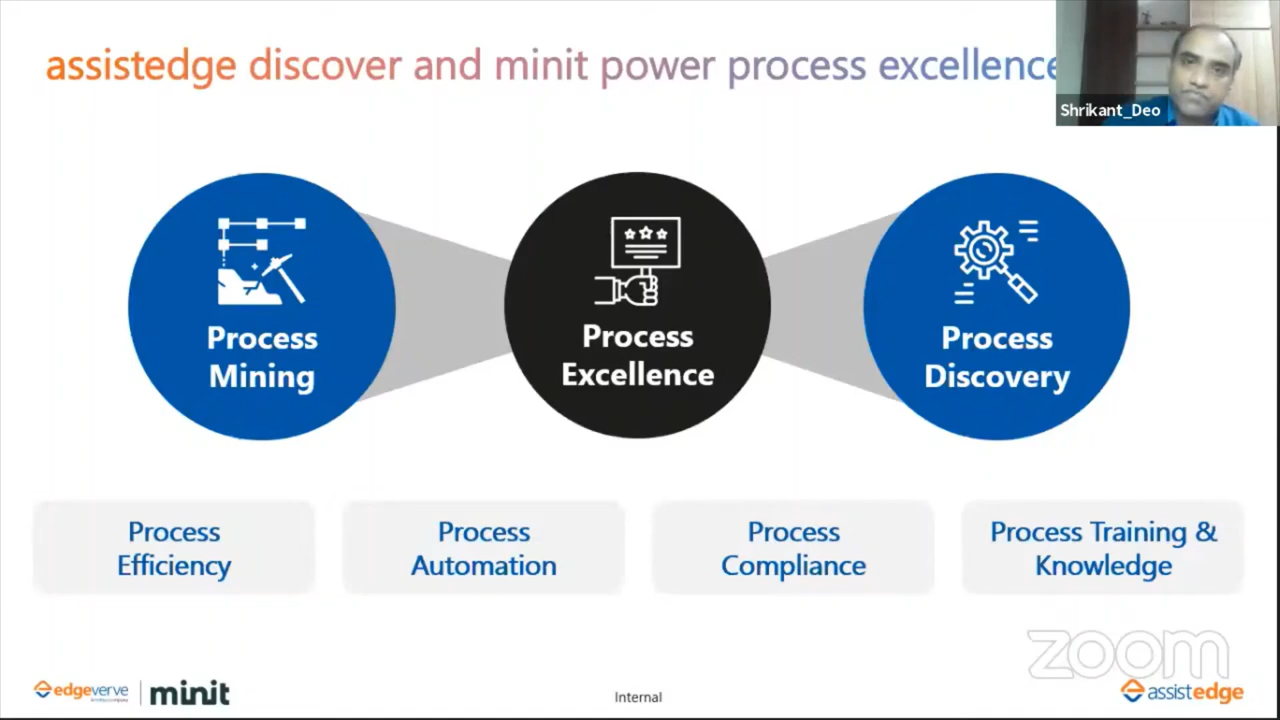 assistedge discover and minit power process excellence
Shrikant_Deo
Process
Mining
Process
Excellence
Process
Discovery
Process
Efficiency
Process
Automation
Process
Compliance
Process Training &
Knowledge
zoom
edgeverve
minit
Internal
assistedge